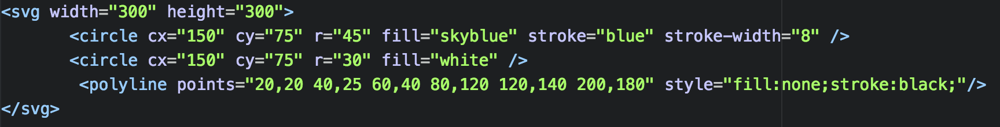 <svg width="300" height="300">
<circle cx="150" cy="75" r="45" fill="skyblue" stroke="blue" stroke-width="8" />
<circle cx="150" cy="75" r="30" fill="white" />
<polyline points="20,20 40,25 60,40 80,120 120,140 200,180" style="fill:none;stroke:black;"/>
</svg>